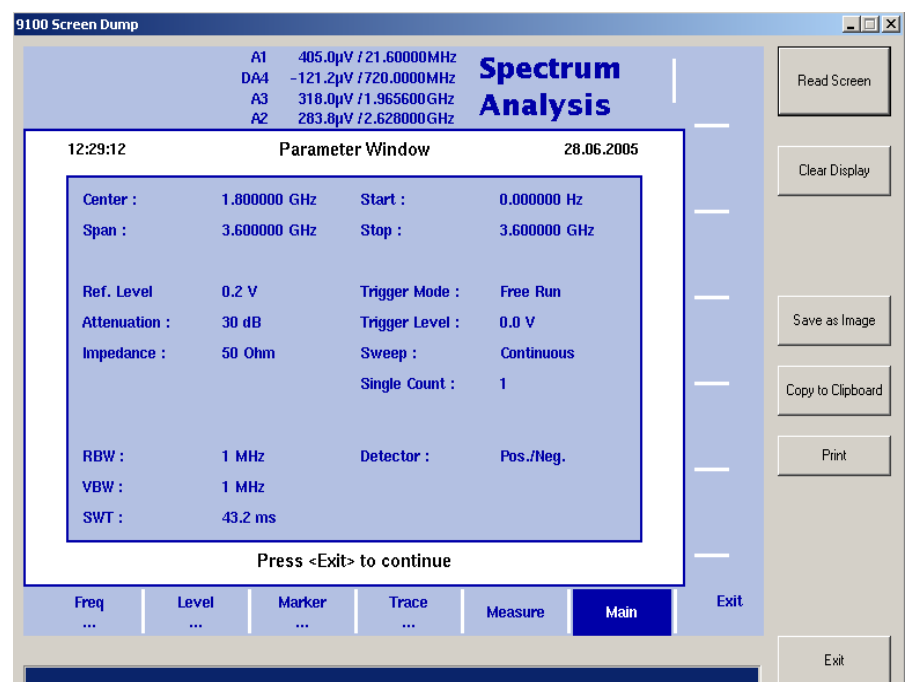 9100 Screen Dump
A1 405.0µV / 21.60000MHz
DA4 -121.2µV / 720.0000MHz
A3 318.0µV / 1.965600GHz
A2 283.8µV / 2.628000GHz
Spectrum
Analysis
Read Screen
12:29:12 Parameter Window 28.06.2005
Clear Display
Center : 1.800000 GHz Start : 0.000000 Hz
Span : 3.600000 GHz Stop : 3.600000 GHz
Ref. Level 0.2 V Trigger Mode : Free Run
Attenuation : 30 dB Trigger Level : 0.0 V
Save as Image
Impedance : 50 Ohm Sweep : Continuous
Single Count : 1
Copy to Clipboard
RBW : 1 MHz Detector : Pos./Neg.
Print
VBW : 1 MHz
SWT : 43.2 ms
Press <Exit> to continue
Freq ... Level ... Marker ... Trace ... Measure Main Exit
Exit